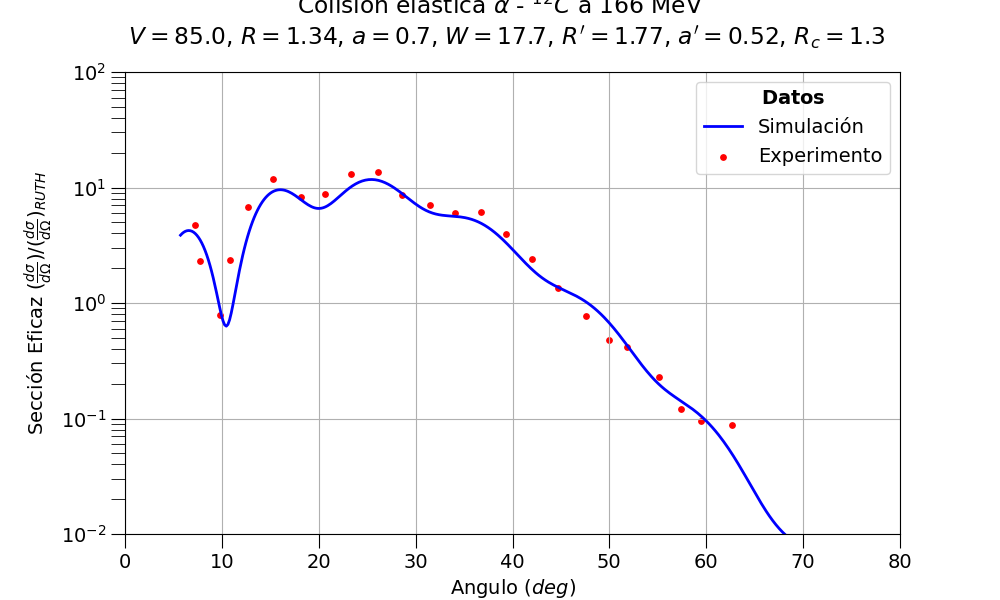 Colisión elástica α - ¹²C a 166 MeV
V = 85.0, R = 1.34, a = 0.7, W = 17.7, R′ = 1.77, a′ = 0.52, R_c = 1.3
Datos
Simulación
Experimento
10²
10¹
10⁰
10⁻¹
10⁻²
Sección Eficaz (dσ/dΩ)/(dσ/dΩ)_RUTH
0 10 20 30 40 50 60 70 80
Angulo (deg)